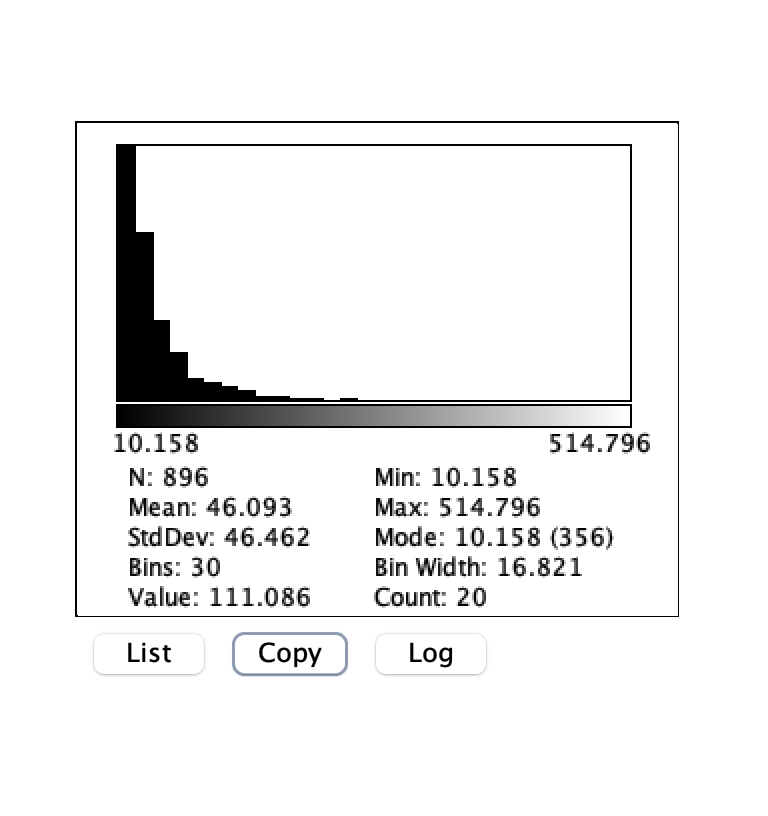 10.158 514.796
N: 896 Min: 10.158
Mean: 46.093 Max: 514.796
StdDev: 46.462 Mode: 10.158 (356)
Bins: 30 Bin Width: 16.821
Value: 111.086 Count: 20
List Copy Log